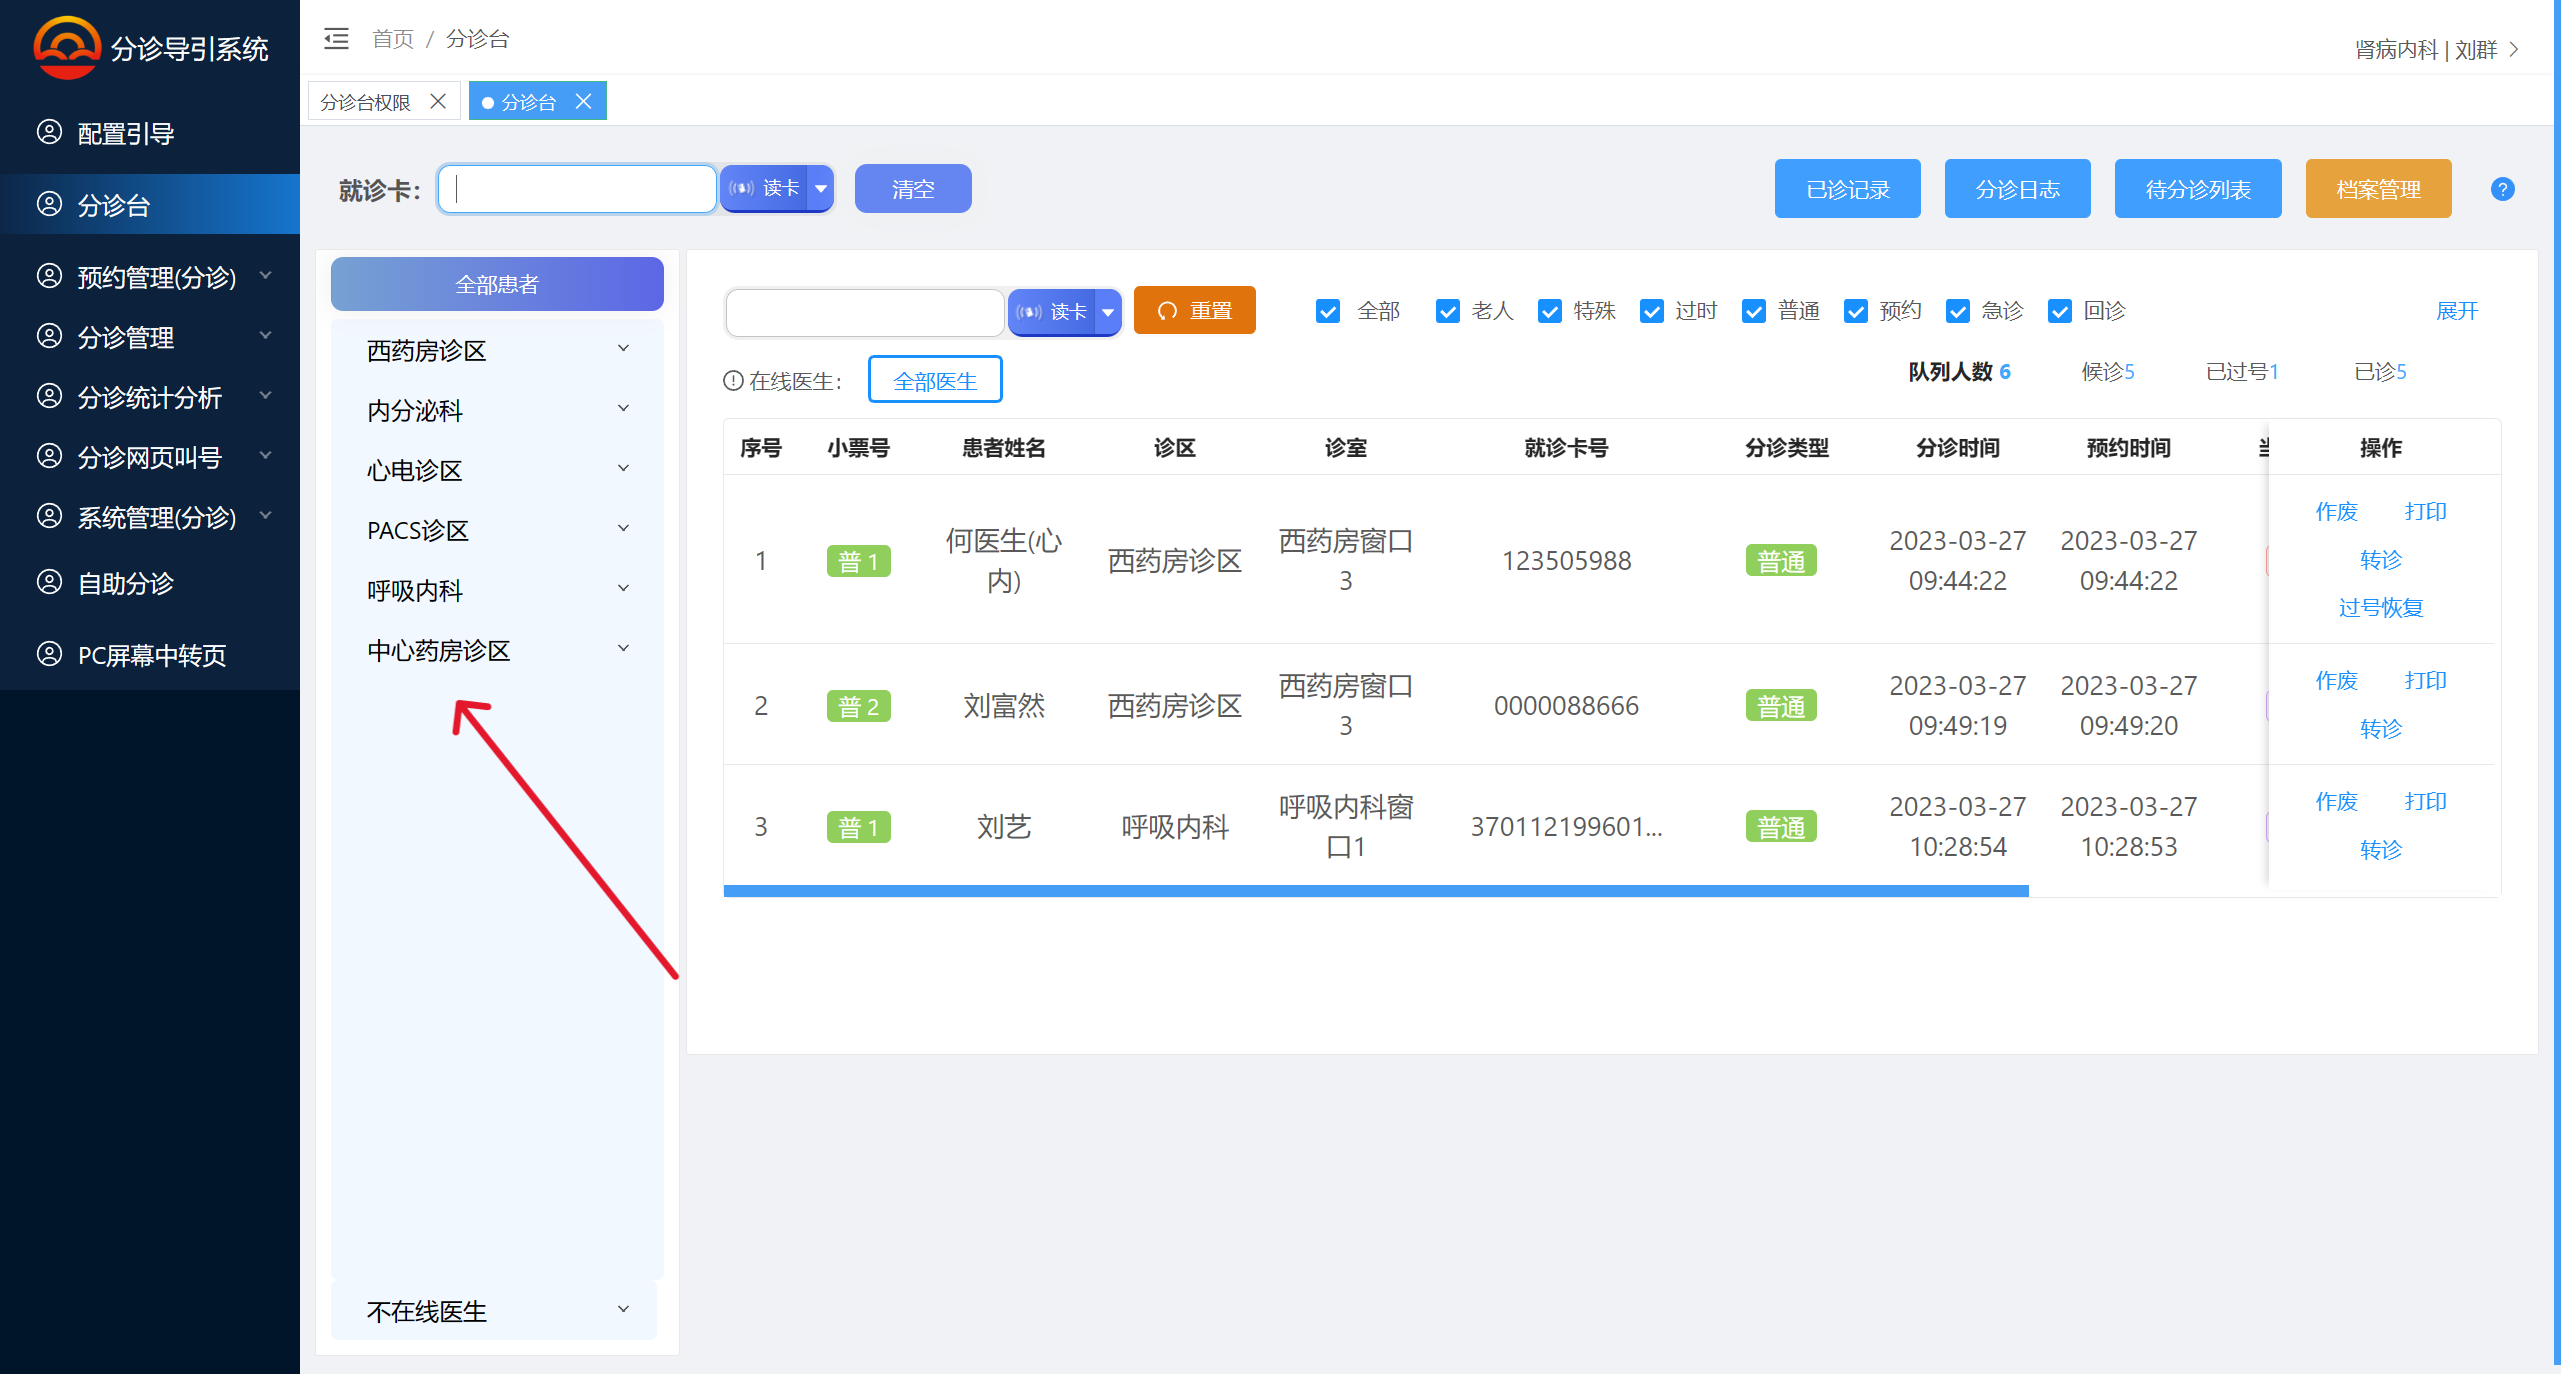 分诊导引系统
配置引导
分诊台
预约管理(分诊)
分诊管理
分诊统计分析
分诊网页叫号
系统管理(分诊)
自助分诊
PC屏幕中转页
首页 / 分诊台
肾病内科 | 刘群
分诊台权限
分诊台
就诊卡：
读卡
清空
已诊记录
分诊日志
待分诊列表
档案管理
?
全部患者
西药房诊区
内分泌科
心电诊区
PACS诊区
呼吸内科
中心药房诊区
不在线医生
读卡
重置
全部 老人 特殊 过时 普通 预约 急诊 回诊
展开
在线医生：
全部医生
队列人数 6 候诊5 已过号1 已诊5
序号 小票号 患者姓名 诊区 诊室 就诊卡号 分诊类型 分诊时间 预约时间 操作
1 普 1 何医生(心内) 西药房诊区 西药房窗口3 123505988 普通 2023-03-27 09:44:22 2023-03-27 09:44:22
作废 打印
转诊
过号恢复
2 普 2 刘富然 西药房诊区 西药房窗口3 0000088666 普通 2023-03-27 09:49:19 2023-03-27 09:49:20
作废 打印
转诊
3 普 1 刘艺 呼吸内科 呼吸内科窗口1 370112199601... 普通 2023-03-27 10:28:54 2023-03-27 10:28:53
作废 打印
转诊